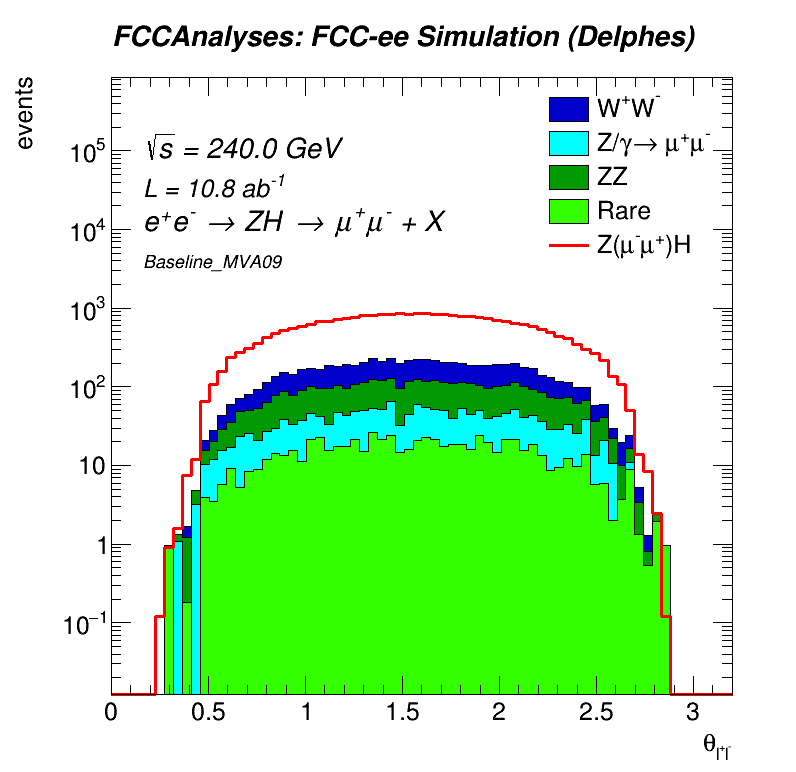 FCCAnalyses: FCC-ee Simulation (Delphes)
events
√s = 240.0 GeV
L = 10.8 ab⁻¹
e⁺e⁻ → ZH → μ⁺μ⁻ + X
Baseline_MVA09
W⁺W⁻
Z/γ→ μ⁺μ⁻
ZZ
Rare
Z(μ⁻μ⁺)H
10⁵
10⁴
10³
10²
10
1
10⁻¹
0 0.5 1 1.5 2 2.5 3
θ_{l⁺l⁻}